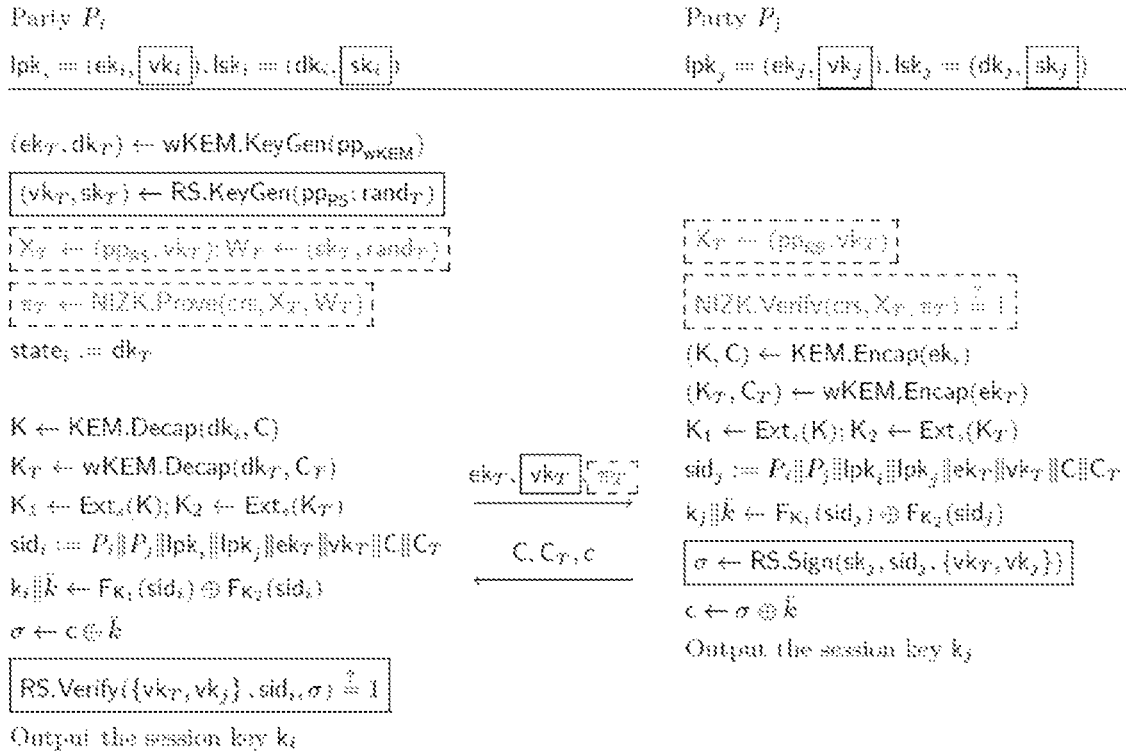 Party P_i
lpk_i = (ek_i, vk_i), lsk_i = (dk_i, sk_i)
(ek_T, dk_T) ← wKEM.KeyGen(pp_wKEM)
(vk_T, sk_T) ← RS.KeyGen(pp_RS; rand_T)
X_T ← (pp_RS, vk_T); W_T ← (sk_T, rand_T)
π_T ← NIZK.Prove(crs, X_T, W_T)
state_i := dk_T
K ← KEM.Decap(dk_i, C)
K_T ← wKEM.Decap(dk_T, C_T)
K_1 ← Ext_s(K); K_2 ← Ext_s(K_T)
sid_i := P_i‖P_j‖lpk_i‖lpk_j‖ek_T‖vk_T‖C‖C_T
k_i‖k̃ ← F_K_1(sid_i) ⊕ F_K_2(sid_i)
σ ← c ⊕ k̃
RS.Verify({vk_T, vk_j}, sid_i, σ) ≟ 1
Output the session key k_i
ek_T, vk_T, π_T
C, C_T, c
Party P_j
lpk_j = (ek_j, vk_j), lsk_j = (dk_j, sk_j)
X_T ← (pp_RS, vk_T)
NIZK.Verify(crs, X_T, π_T) ≟ 1
(K, C) ← KEM.Encap(ek_i)
(K_T, C_T) ← wKEM.Encap(ek_T)
K_1 ← Ext_s(K); K_2 ← Ext_s(K_T)
sid_j := P_i‖P_j‖lpk_i‖lpk_j‖ek_T‖vk_T‖C‖C_T
k_j‖k̃ ← F_K_1(sid_j) ⊕ F_K_2(sid_j)
σ ← RS.Sign(sk_j, sid_j, {vk_T, vk_j})
c ← σ ⊕ k̃
Output the session key k_j